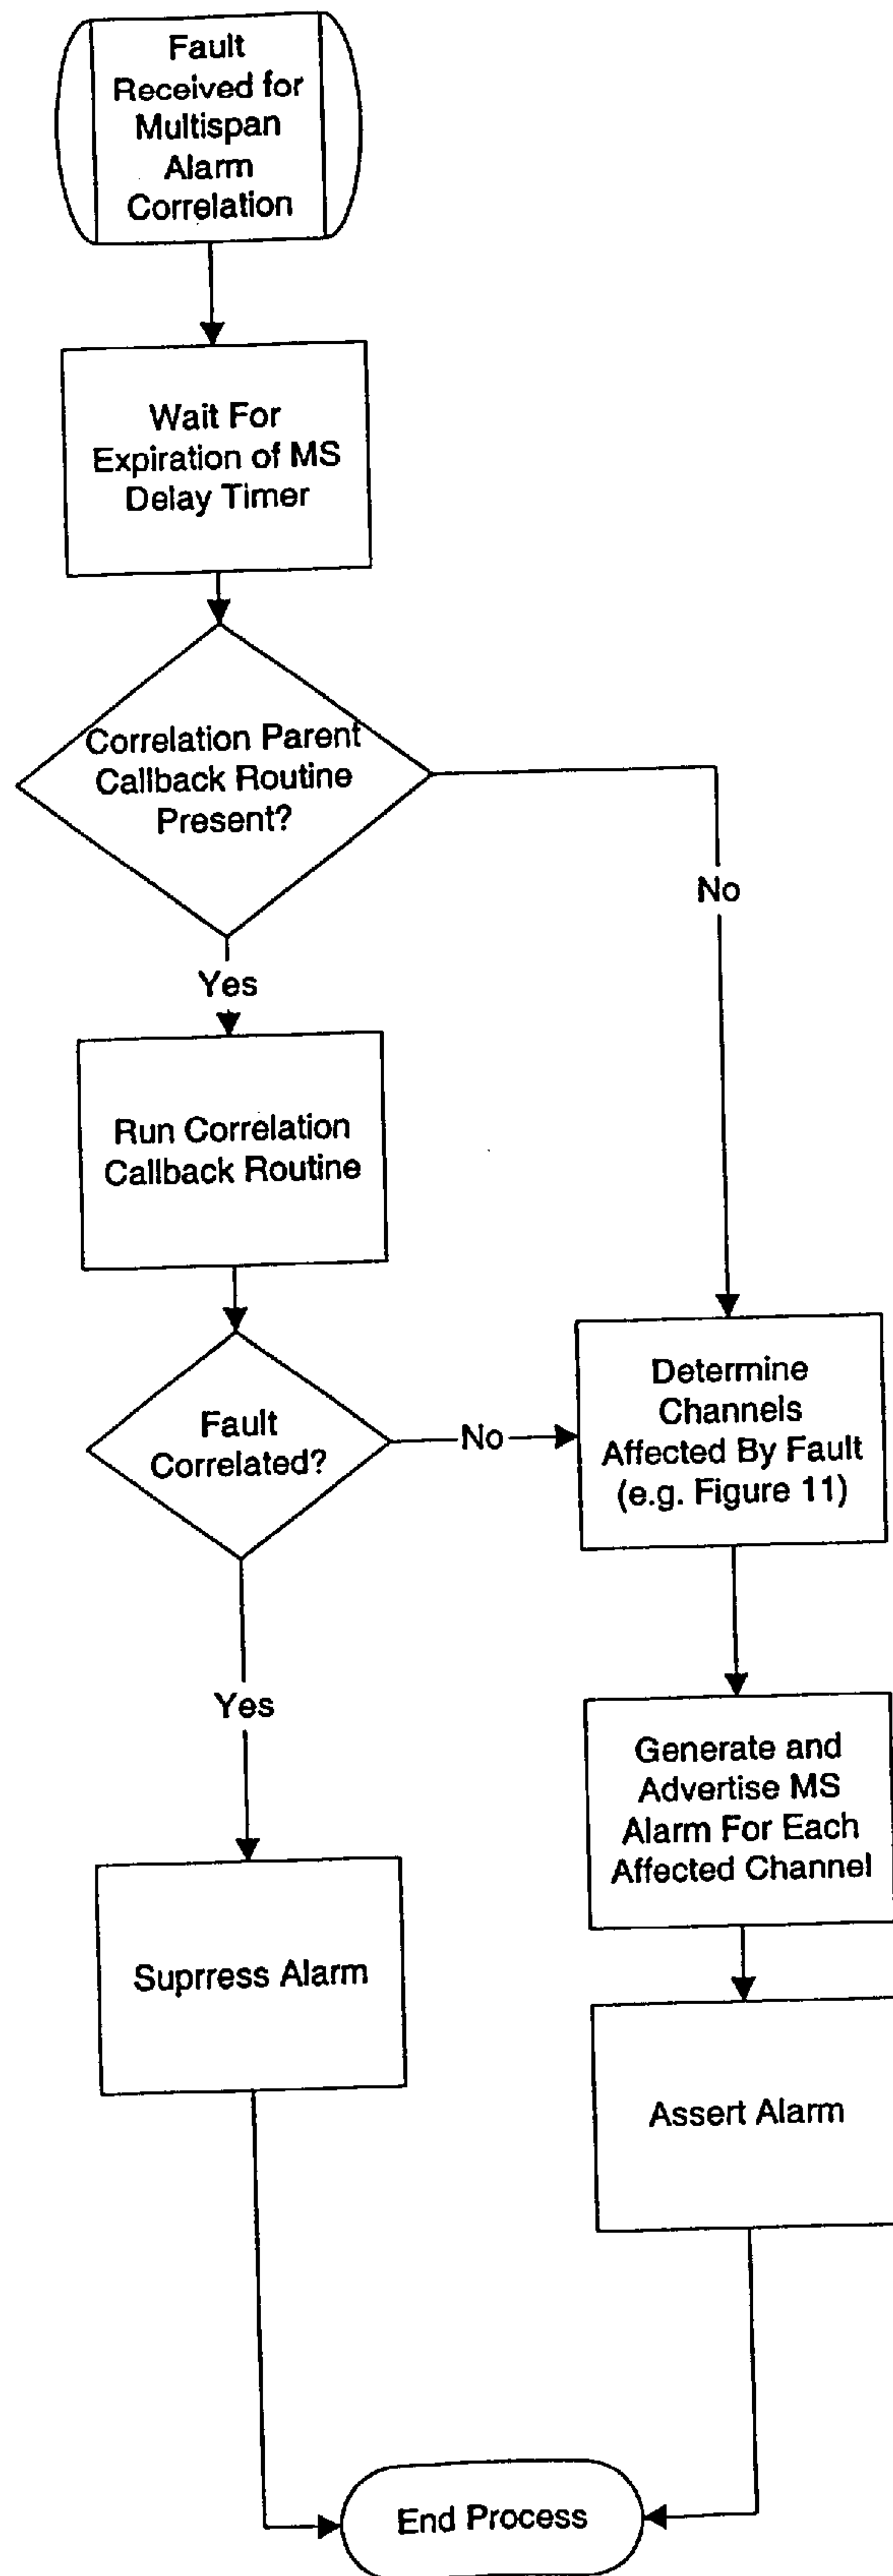 Fault
Received for
Multispan
Alarm
Correlation
Wait For
Expiration of MS
Delay Timer
Correlation Parent
Callback Routine
Present?
No
Yes
Run Correlation
Callback Routine
Fault
Correlated?
No
Determine
Channels
Affected By Fault
(e.g. Figure 11)
Yes
Generate and
Advertise MS
Alarm For Each
Affected Channel
Suprress Alarm
Assert Alarm
End Process